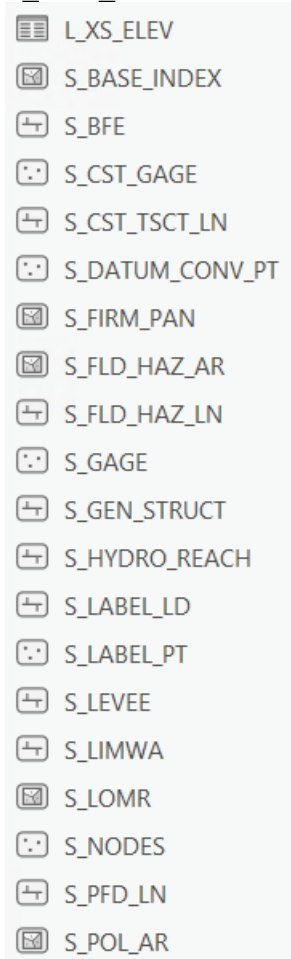 L_XS_ELEV
S_BASE_INDEX
S_BFE
S_CST_GAGE
S_CST_TSCT_LN
S_DATUM_CONV_PT
S_FIRM_PAN
S_FLD_HAZ_AR
S_FLD_HAZ_LN
S_GAGE
S_GEN_STRUCT
S_HYDRO_REACH
S_LABEL_LD
S_LABEL_PT
S_LEVEE
S_LIMWA
S_LOMR
S_NODES
S_PFD_LN
S_POL_AR